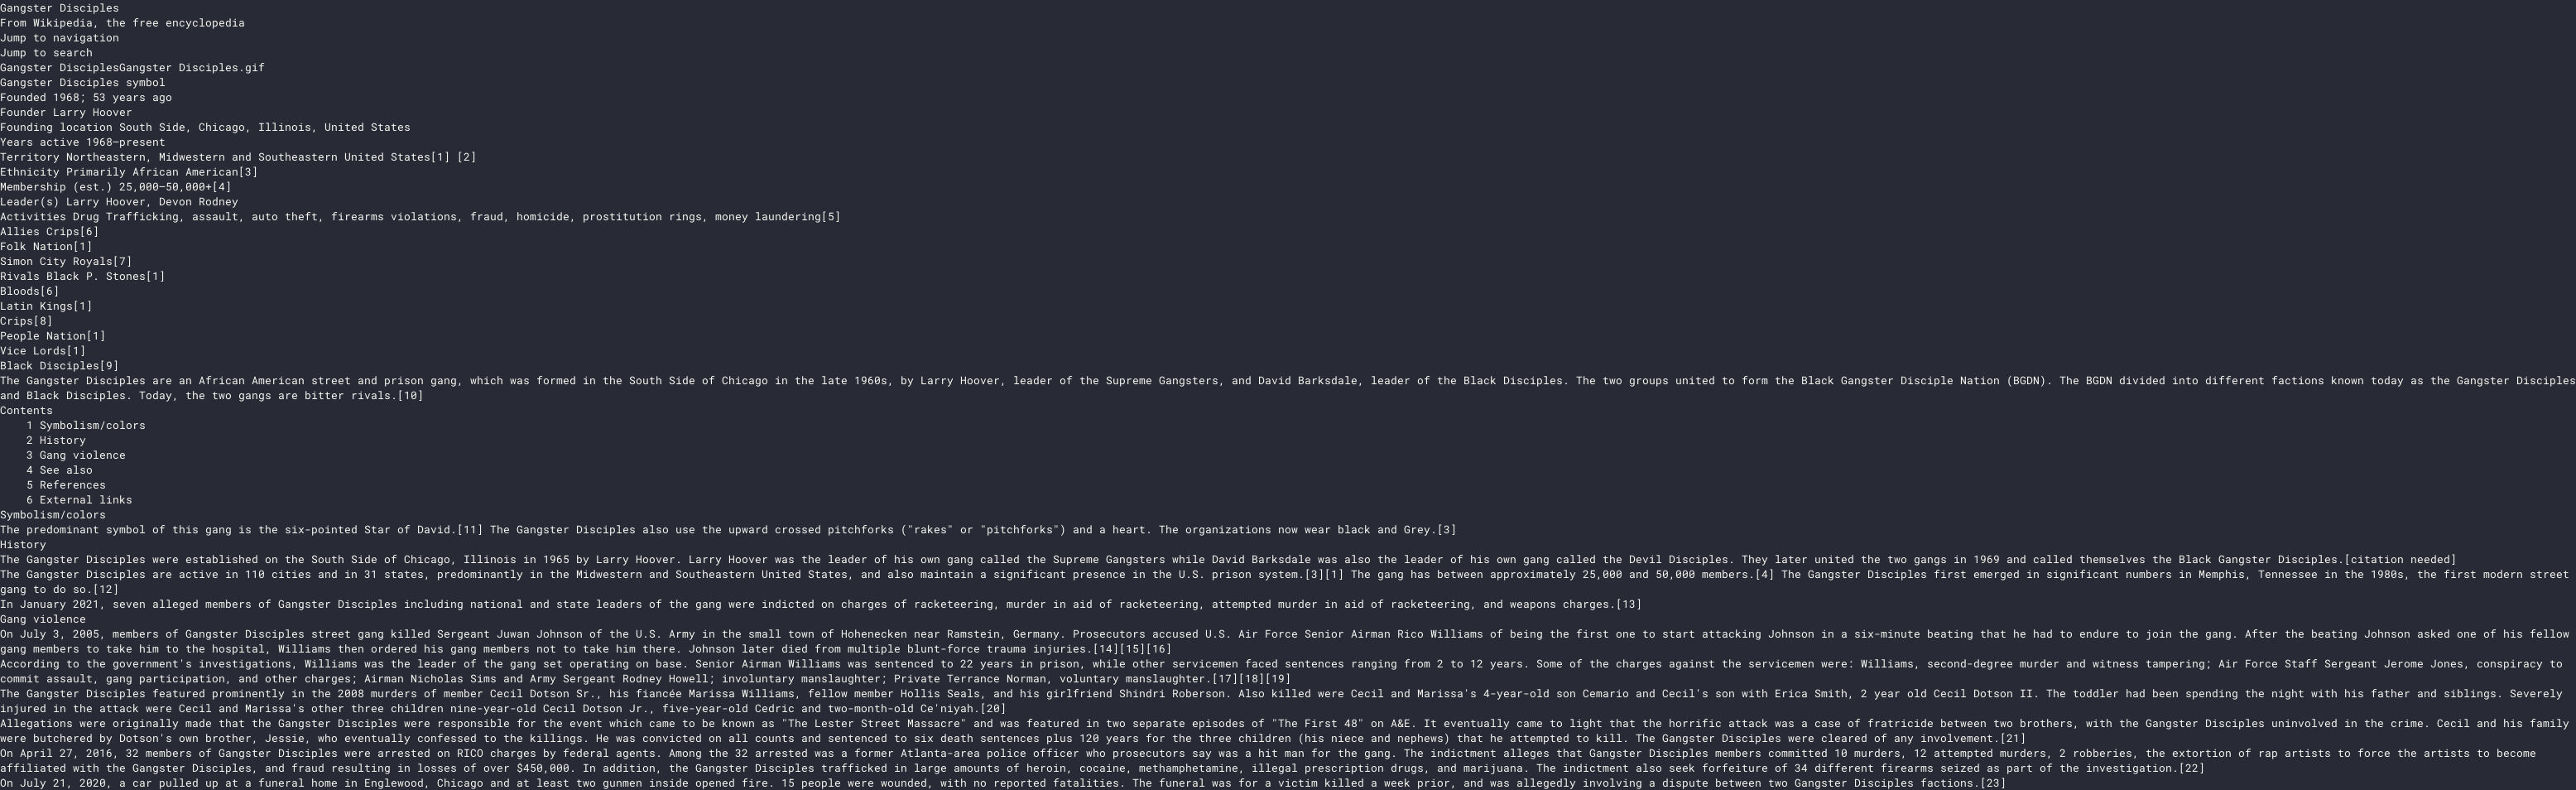 Gangster Disciples
From Wikipedia, the free encyclopedia
Jump to navigation
Jump to search
Gangster DisciplesGangster Disciples.gif
Gangster Disciples symbol
Founded 1968; 53 years ago
Founder Larry Hoover
Founding location South Side, Chicago, Illinois, United States
Years active 1968–present
Territory Northeastern, Midwestern and Southeastern United States[1] [2]
Ethnicity Primarily African American[3]
Membership (est.) 25,000–50,000+[4]
Leader(s) Larry Hoover, Devon Rodney
Activities Drug Trafficking, assault, auto theft, firearms violations, fraud, homicide, prostitution rings, money laundering[5]
Allies Crips[6]
Folk Nation[1]
Simon City Royals[7]
Rivals Black P. Stones[1]
Bloods[6]
Latin Kings[1]
Crips[8]
People Nation[1]
Vice Lords[1]
Black Disciples[9]
The Gangster Disciples are an African American street and prison gang, which was formed in the South Side of Chicago in the late 1960s, by Larry Hoover, leader of the Supreme Gangsters, and David Barksdale, leader of the Black Disciples. The two groups united to form the Black Gangster Disciple Nation (BGDN). The BGDN divided into different factions known today as the Gangster Disciples
and Black Disciples. Today, the two gangs are bitter rivals.[10]
Contents
1 Symbolism/colors
2 History
3 Gang violence
4 See also
5 References
6 External links
Symbolism/colors
The predominant symbol of this gang is the six-pointed Star of David.[11] The Gangster Disciples also use the upward crossed pitchforks ("rakes" or "pitchforks") and a heart. The organizations now wear black and Grey.[3]
History
The Gangster Disciples were established on the South Side of Chicago, Illinois in 1965 by Larry Hoover. Larry Hoover was the leader of his own gang called the Supreme Gangsters while David Barksdale was also the leader of his own gang called the Devil Disciples. They later united the two gangs in 1969 and called themselves the Black Gangster Disciples.[citation needed]
The Gangster Disciples are active in 110 cities and in 31 states, predominantly in the Midwestern and Southeastern United States, and also maintain a significant presence in the U.S. prison system.[3][1] The gang has between approximately 25,000 and 50,000 members.[4] The Gangster Disciples first emerged in significant numbers in Memphis, Tennessee in the 1980s, the first modern street
gang to do so.[12]
In January 2021, seven alleged members of Gangster Disciples including national and state leaders of the gang were indicted on charges of racketeering, murder in aid of racketeering, attempted murder in aid of racketeering, and weapons charges.[13]
Gang violence
On July 3, 2005, members of Gangster Disciples street gang killed Sergeant Juwan Johnson of the U.S. Army in the small town of Hohenecken near Ramstein, Germany. Prosecutors accused U.S. Air Force Senior Airman Rico Williams of being the first one to start attacking Johnson in a six-minute beating that he had to endure to join the gang. After the beating Johnson asked one of his fellow
gang members to take him to the hospital, Williams then ordered his gang members not to take him there. Johnson later died from multiple blunt-force trauma injuries.[14][15][16]
According to the government's investigations, Williams was the leader of the gang set operating on base. Senior Airman Williams was sentenced to 22 years in prison, while other servicemen faced sentences ranging from 2 to 12 years. Some of the charges against the servicemen were: Williams, second-degree murder and witness tampering; Air Force Staff Sergeant Jerome Jones, conspiracy to
commit assault, gang participation, and other charges; Airman Nicholas Sims and Army Sergeant Rodney Howell; involuntary manslaughter; Private Terrance Norman, voluntary manslaughter.[17][18][19]
The Gangster Disciples featured prominently in the 2008 murders of member Cecil Dotson Sr., his fiancée Marissa Williams, fellow member Hollis Seals, and his girlfriend Shindri Roberson. Also killed were Cecil and Marissa's 4-year-old son Cemario and Cecil's son with Erica Smith, 2 year old Cecil Dotson II. The toddler had been spending the night with his father and siblings. Severely
injured in the attack were Cecil and Marissa's other three children nine-year-old Cecil Dotson Jr., five-year-old Cedric and two-month-old Ce'niyah.[20]
Allegations were originally made that the Gangster Disciples were responsible for the event which came to be known as "The Lester Street Massacre" and was featured in two separate episodes of "The First 48" on A&E. It eventually came to light that the horrific attack was a case of fratricide between two brothers, with the Gangster Disciples uninvolved in the crime. Cecil and his family
were butchered by Dotson's own brother, Jessie, who eventually confessed to the killings. He was convicted on all counts and sentenced to six death sentences plus 120 years for the three children (his niece and nephews) that he attempted to kill. The Gangster Disciples were cleared of any involvement.[21]
On April 27, 2016, 32 members of Gangster Disciples were arrested on RICO charges by federal agents. Among the 32 arrested was a former Atlanta-area police officer who prosecutors say was a hit man for the gang. The indictment alleges that Gangster Disciples members committed 10 murders, 12 attempted murders, 2 robberies, the extortion of rap artists to force the artists to become
affiliated with the Gangster Disciples, and fraud resulting in losses of over $450,000. In addition, the Gangster Disciples trafficked in large amounts of heroin, cocaine, methamphetamine, illegal prescription drugs, and marijuana. The indictment also seek forfeiture of 34 different firearms seized as part of the investigation.[22]
On July 21, 2020, a car pulled up at a funeral home in Englewood, Chicago and at least two gunmen inside opened fire. 15 people were wounded, with no reported fatalities. The funeral was for a victim killed a week prior, and was allegedly involving a dispute between two Gangster Disciples factions.[23]